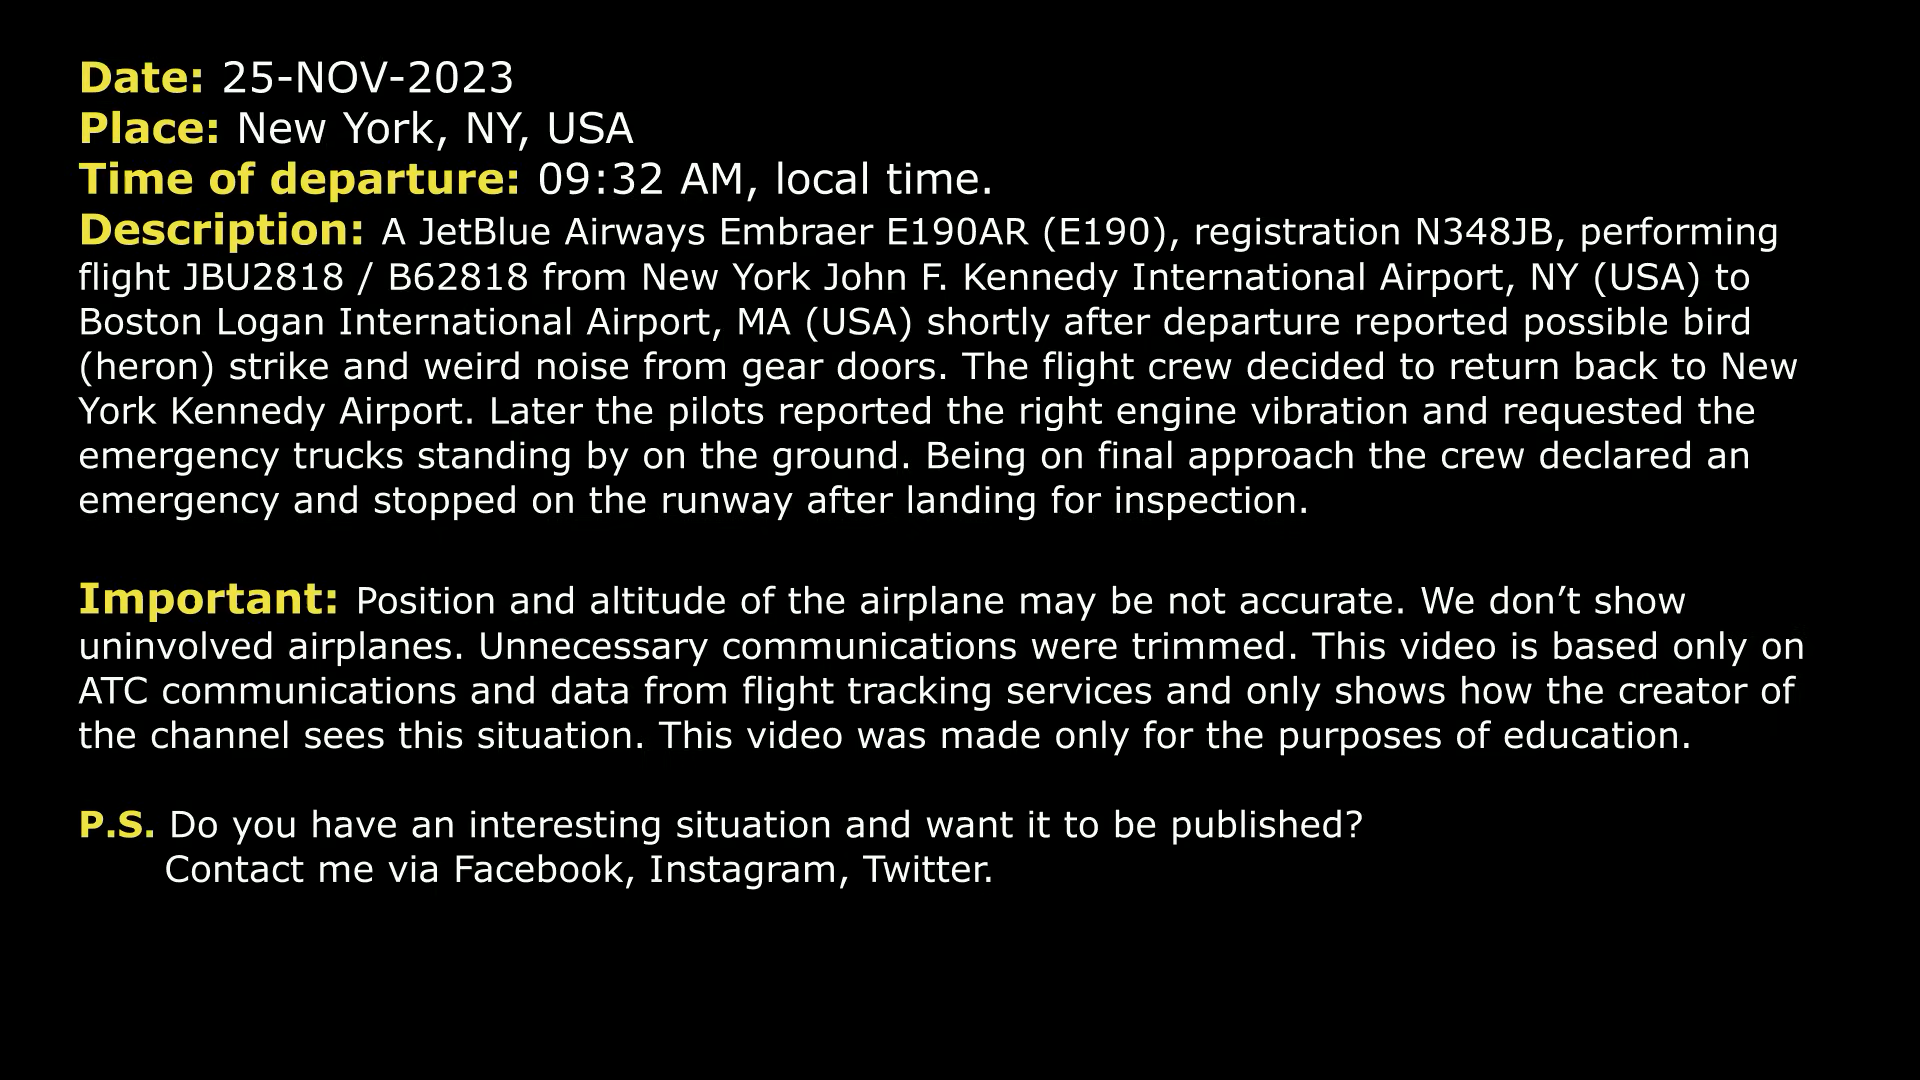 Date: 25-NOV-2023
Place: New York, NY, USA
Time of departure: 09:32 AM, local time.
Description: A JetBlue Airways Embraer E190AR (E190), registration N348JB, performing
flight JBU2818 / B62818 from New York John F. Kennedy International Airport, NY (USA) to
Boston Logan International Airport, MA (USA) shortly after departure reported possible bird
(heron) strike and weird noise from gear doors. The flight crew decided to return back to New
York Kennedy Airport. Later the pilots reported the right engine vibration and requested the
emergency trucks standing by on the ground. Being on final approach the crew declared an
emergency and stopped on the runway after landing for inspection.
Important: Position and altitude of the airplane may be not accurate. We don’t show
uninvolved airplanes. Unnecessary communications were trimmed. This video is based only on
ATC communications and data from flight tracking services and only shows how the creator of
the channel sees this situation. This video was made only for the purposes of education.
P.S. Do you have an interesting situation and want it to be published?
Contact me via Facebook, Instagram, Twitter.